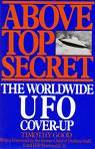 ABOVE
TOP
SECRET
THE WORLDWIDE
UFO
COVER-UP
TIMOTHY GOOD